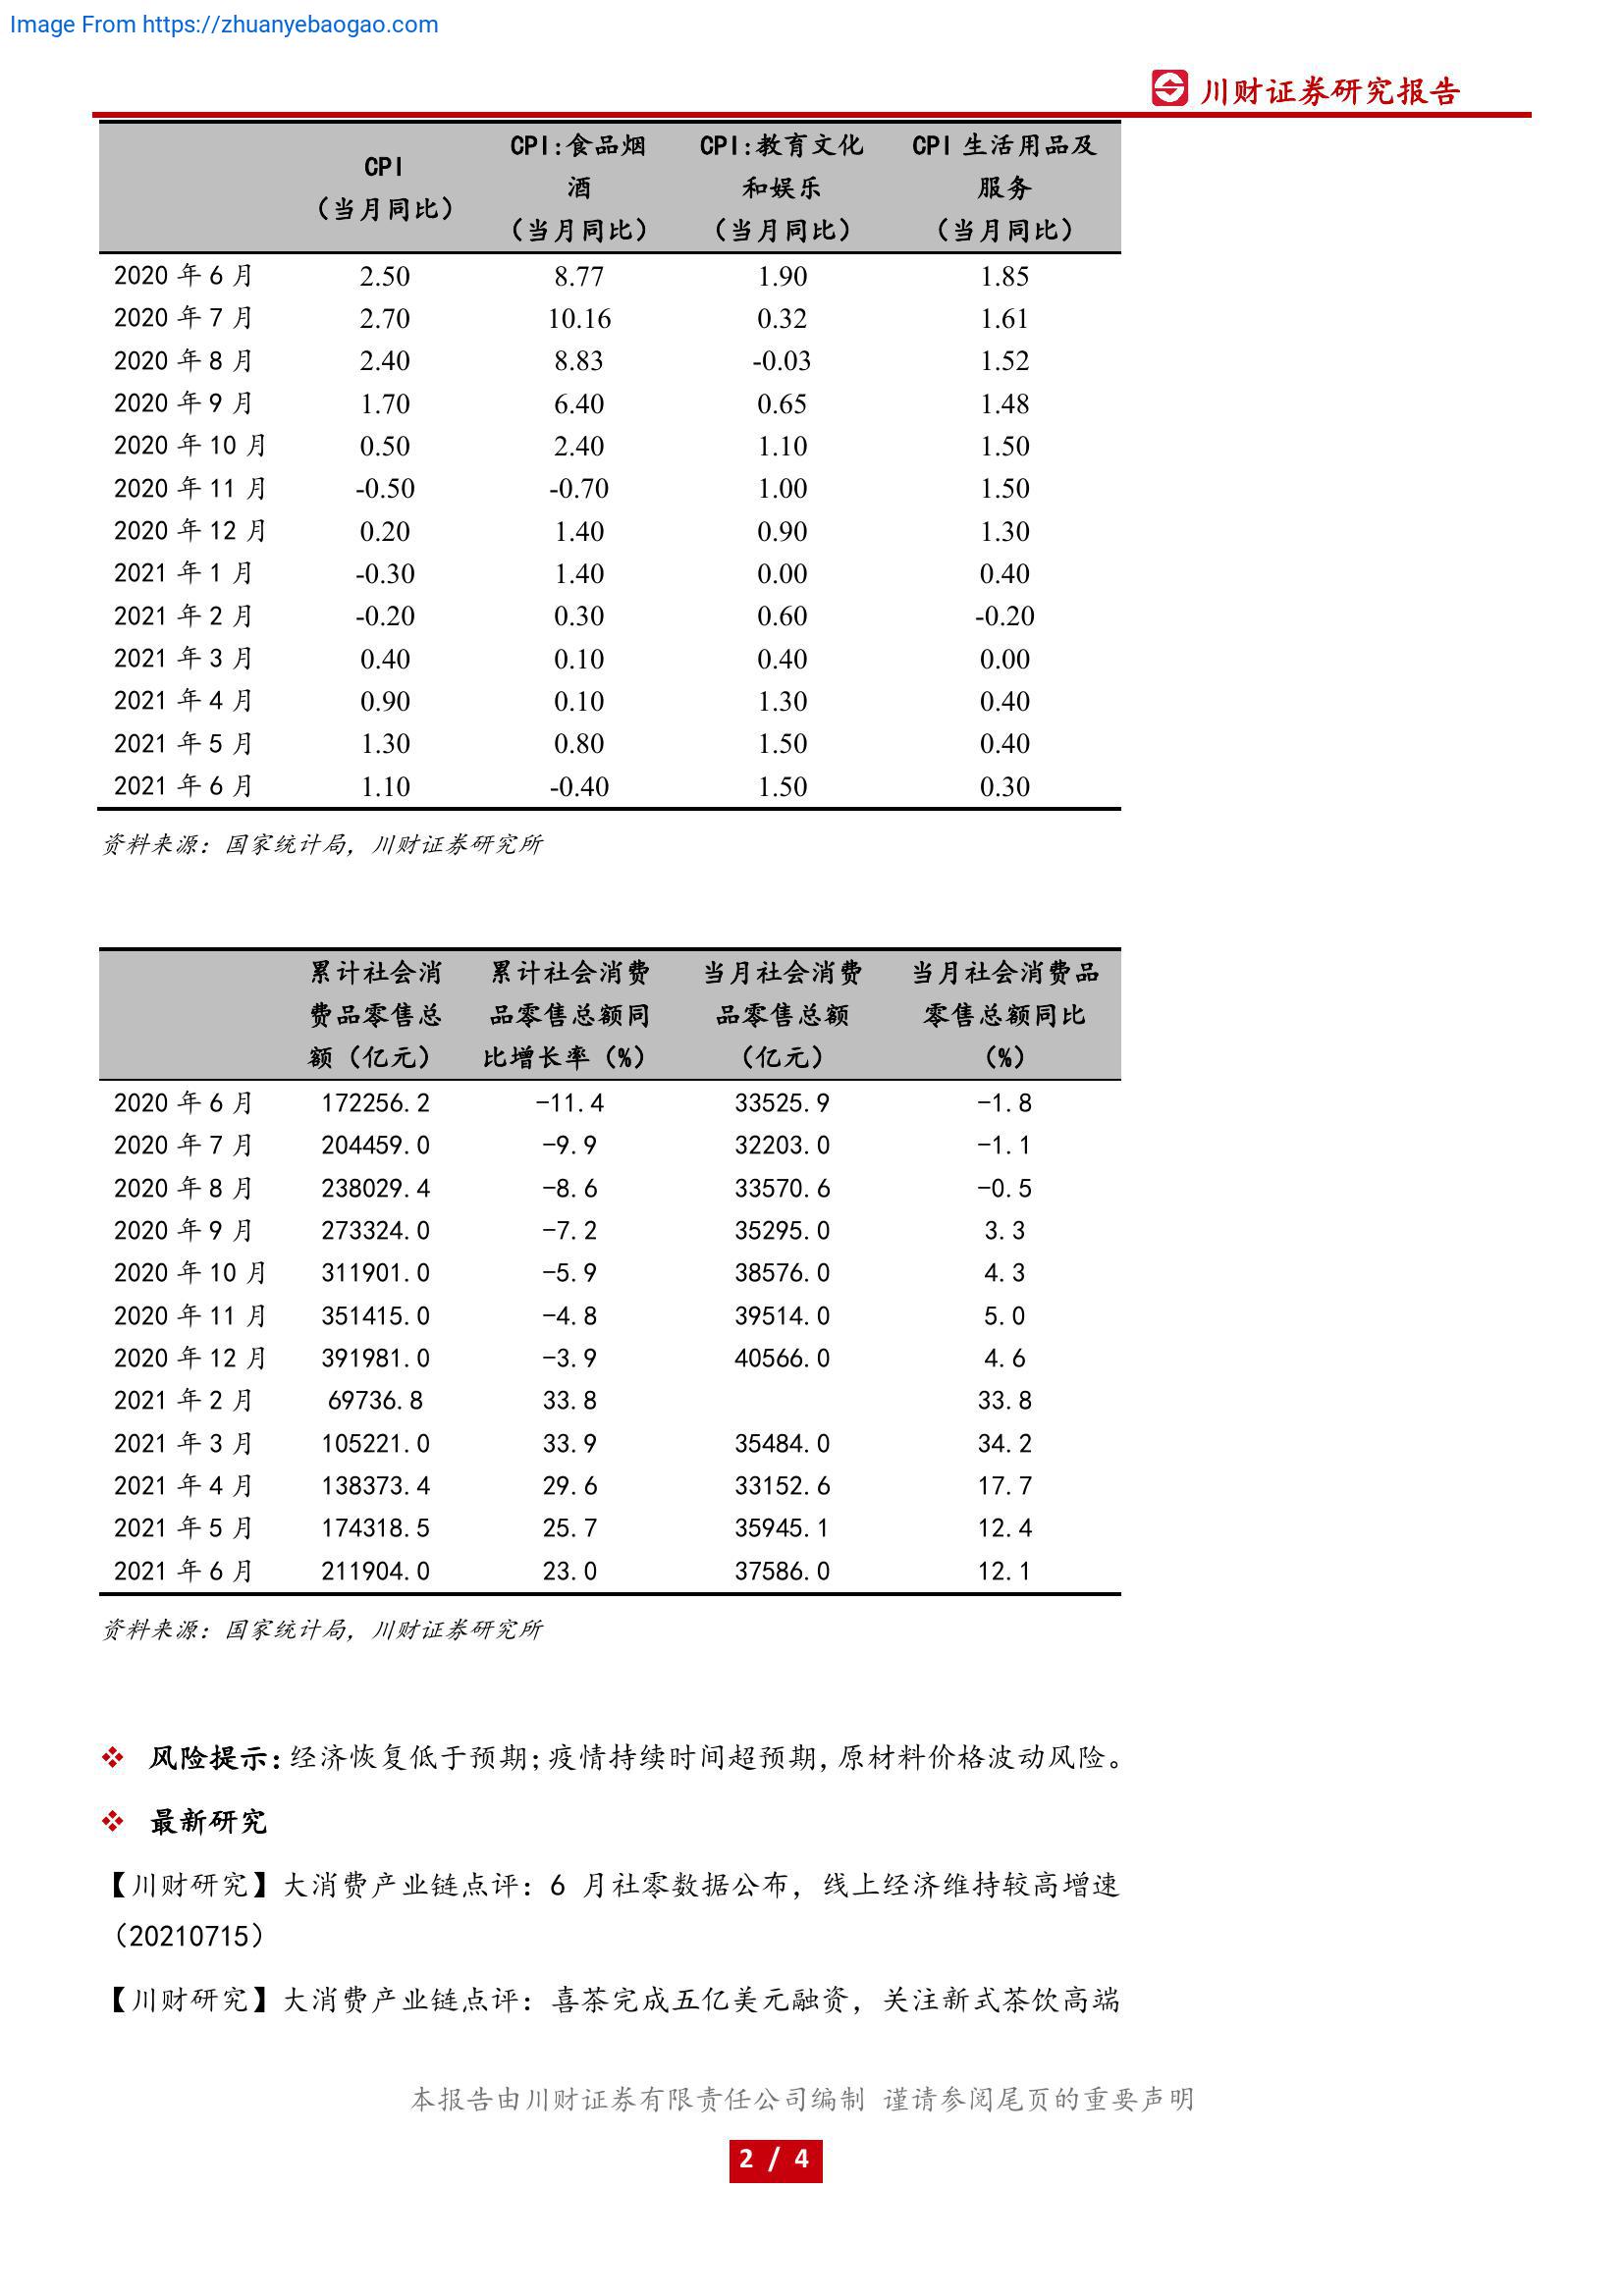 Image From https://zhuanyebaogao.com
川财证券研究报告
CPI
（当月同比） CPI:食品烟
酒
（当月同比） CPI:教育文化
和娱乐
（当月同比） CPI 生活用品及
服务
（当月同比）
2020 年 6 月 2.50 8.77 1.90 1.85
2020 年 7 月 2.70 10.16 0.32 1.61
2020 年 8 月 2.40 8.83 -0.03 1.52
2020 年 9 月 1.70 6.40 0.65 1.48
2020 年 10 月 0.50 2.40 1.10 1.50
2020 年 11 月 -0.50 -0.70 1.00 1.50
2020 年 12 月 0.20 1.40 0.90 1.30
2021 年 1 月 -0.30 1.40 0.00 0.40
2021 年 2 月 -0.20 0.30 0.60 -0.20
2021 年 3 月 0.40 0.10 0.40 0.00
2021 年 4 月 0.90 0.10 1.30 0.40
2021 年 5 月 1.30 0.80 1.50 0.40
2021 年 6 月 1.10 -0.40 1.50 0.30
资料来源：国家统计局，川财证券研究所
累计社会消 累计社会消费 当月社会消费 当月社会消费品
费品零售总 品零售总额同 品零售总额 零售总额同比
额（亿元） 比增长率（%） （亿元） （%）
2020 年 6 月 172256.2 -11.4 33525.9 -1.8
2020 年 7 月 204459.0 -9.9 32203.0 -1.1
2020 年 8 月 238029.4 -8.6 33570.6 -0.5
2020 年 9 月 273324.0 -7.2 35295.0 3.3
2020 年 10 月 311901.0 -5.9 38576.0 4.3
2020 年 11 月 351415.0 -4.8 39514.0 5.0
2020 年 12 月 391981.0 -3.9 40566.0 4.6
2021 年 2 月 69736.8 33.8 33.8
2021 年 3 月 105221.0 33.9 35484.0 34.2
2021 年 4 月 138373.4 29.6 33152.6 17.7
2021 年 5 月 174318.5 25.7 35945.1 12.4
2021 年 6 月 211904.0 23.0 37586.0 12.1
资料来源：国家统计局，川财证券研究所
❖ 风险提示：经济恢复低于预期；疫情持续时间超预期，原材料价格波动风险。
❖ 最新研究
【川财研究】大消费产业链点评：6 月社零数据公布，线上经济维持较高增速
（20210715）
【川财研究】大消费产业链点评：喜茶完成五亿美元融资，关注新式茶饮高端
本报告由川财证券有限责任公司编制 谨请参阅尾页的重要声明
2 / 4